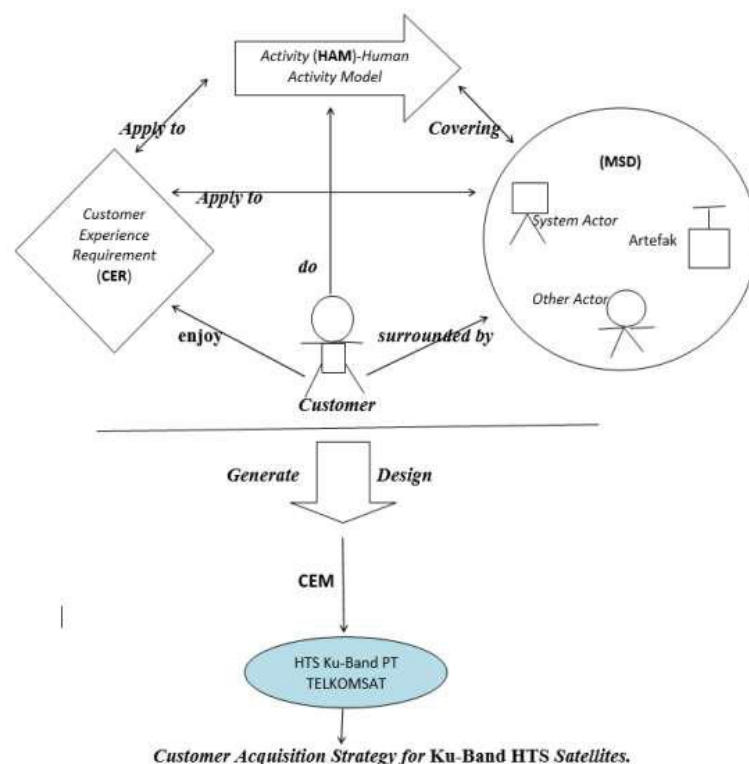 Activity (HAM)-Human
Activity Model
Apply to
Covering
(MSD)
Customer
Experience
Requirement
(CER)
Apply to
System Actor
Artefak
do
Other Actor
enjoy
surrounded by
Customer
Generate
Design
CEM
HTS Ku-Band PT
TELKOMSAT
Customer Acquisition Strategy for Ku-Band HTS Satellites.